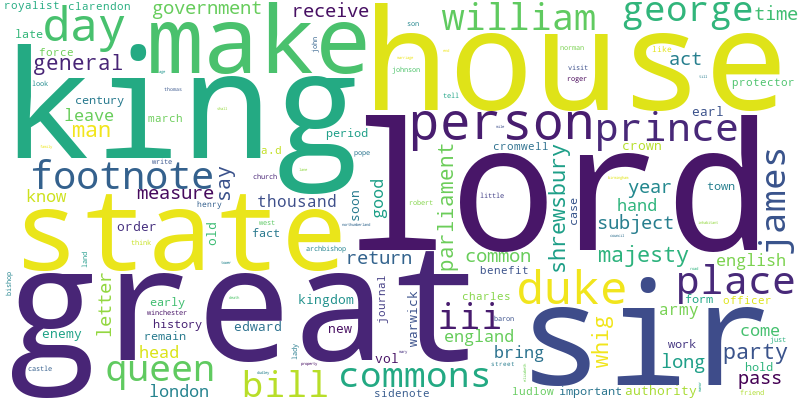 royalist clarendon
government
receive
william
george
time
day
make
house
late
force
general
king
john
son
like
act
norman
visit
roger
johnson
tell
protector
look
thomas
century
leave
man
march
period
person
prince
earl
lord
footnote
write
a.d
pope
cromwell
crown
know
measure
say
thousand
soon
good
parliament
shrewsbury
case
year
town
james
henry
church
little
hand
subject
state
order
old
west
fact
robert
think
return
common
majesty
english
archbishop
northumberland
council
land
bishop
great
letter
early
kingdom
journal
benefit
duke
place
winchester
history
iii
charles
form
officer
enemy
remain
edward
new
warwick
baron
sir
army
whig
work
come
head
england
bring
long
party
lady
vol
street
just
hold
castle
queen
property
pass
london
bill
commons
sidenote
ludlow
important
authority
friend